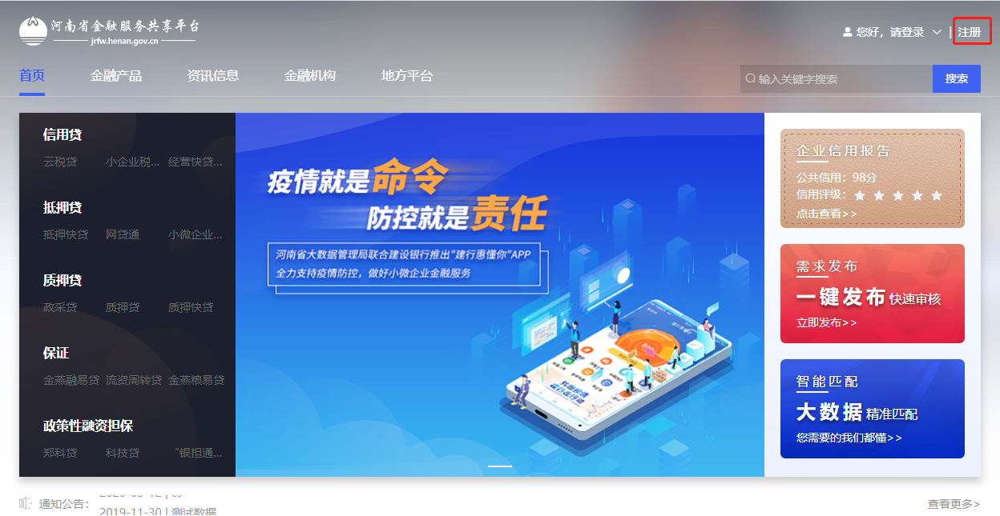 河南省金融服务共享平台
jrfw.henan.gov.cn
您好，请登录
|
注册
首页
金融产品
资讯信息
金融机构
地方平台
输入关键字搜索
搜索
信用贷
云税贷 小企业税... 经营快贷...
抵押贷
抵押快贷 网贷通 小微企业...
质押贷
政采贷 质押贷 质押快贷
保证
金燕融易贷 流资周转贷 金燕粮易贷
政策性融资担保
郑科贷 科技贷 “银担通...
疫情就是命令
防控就是责任
河南省大数据管理局联合建设银行推出"建行惠懂你"APP
全力支持疫情防控，做好小微企业金融服务
企业信用报告
公共信用：98分
信用评级：
点击查看>>
需求发布
一键发布 快速审核
立即发布>>
智能匹配
大数据 精准匹配
您需要的我们都懂>>
通知公告：
2019-11-30 | 测试数据
查看更多>